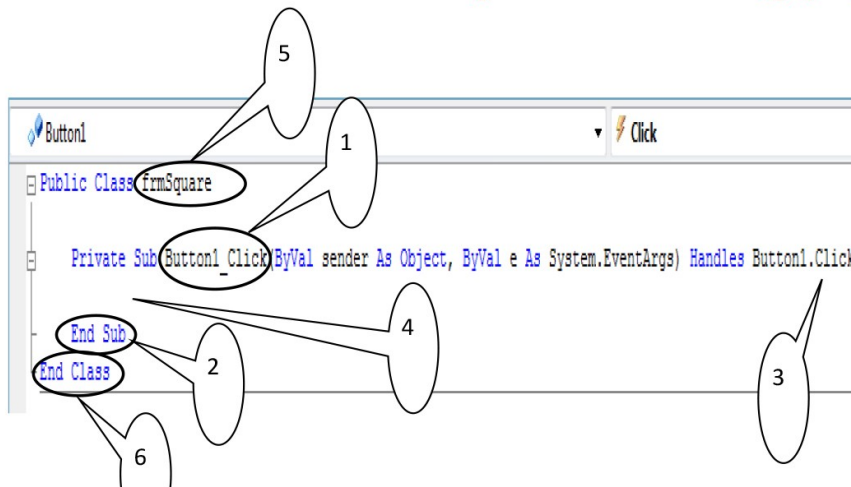 5
Button1 Click
1
Public Class frmSquare
Private Sub Button1_Click(ByVal sender As Object, ByVal e As System.EventArgs) Handles Button1.Click
4
End Sub
2
3
End Class
6